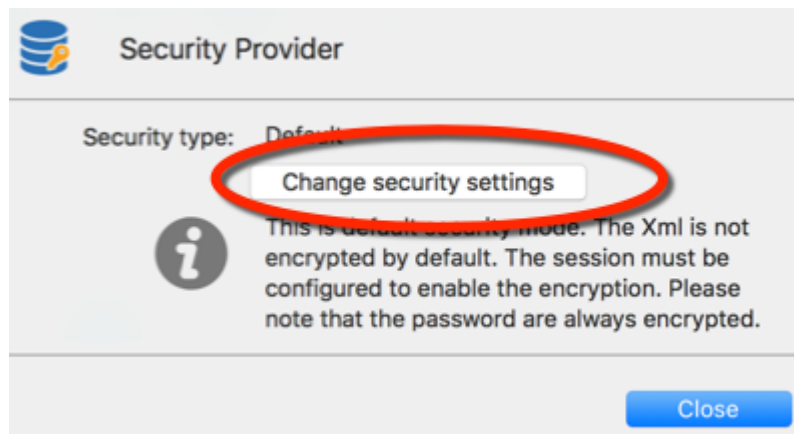 Security Provider
Security type: Default
Change security settings
This is default security mode. The Xml is not
encrypted by default. The session must be
configured to enable the encryption. Please
note that the password are always encrypted.
Close